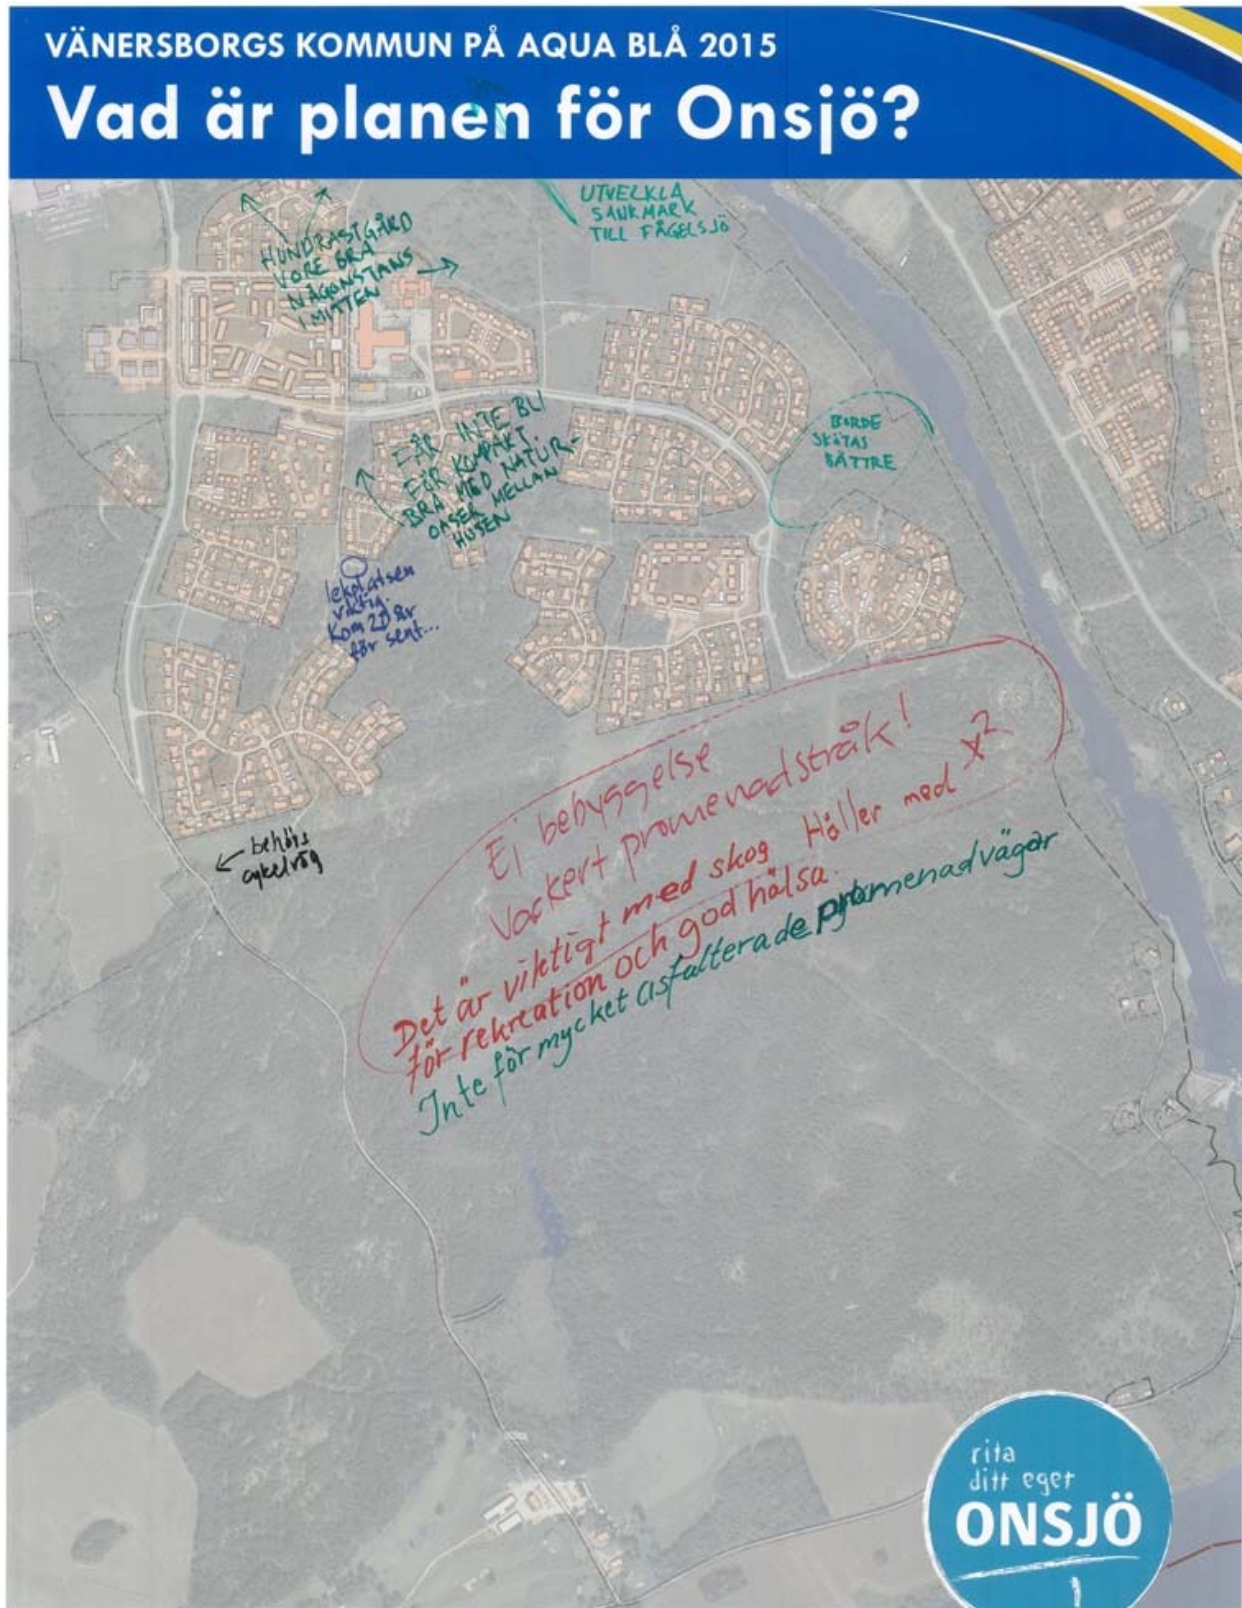 VÄNERSBORGS KOMMUN PÅ AQUA BLÅ 2015
Vad är planen för Onsjö?
UTVECKLA
SANKMARK
TILL FÅGELSJÖ
HUNDRASTGÅRD
VORE BRA
NÅGONSTANS
I MITTEN
FÅR INTE BLI
FÖR KOMPAKT.
BRA MED NATUR-
OASER MELLAN
HUSEN
BORDE
SKÖTAS
BÄTTRE
lekplatsen
viktig.
Kom 20 år
för sent...
behövs
cykelväg
Ej bebyggelse
Vackert promenadstråk!
Det är viktigt med skog Håller med x2
för rekreation och god hälsa.
Inte för mycket asfalterade promenadvägar
rita
ditt eget
ONSJÖ